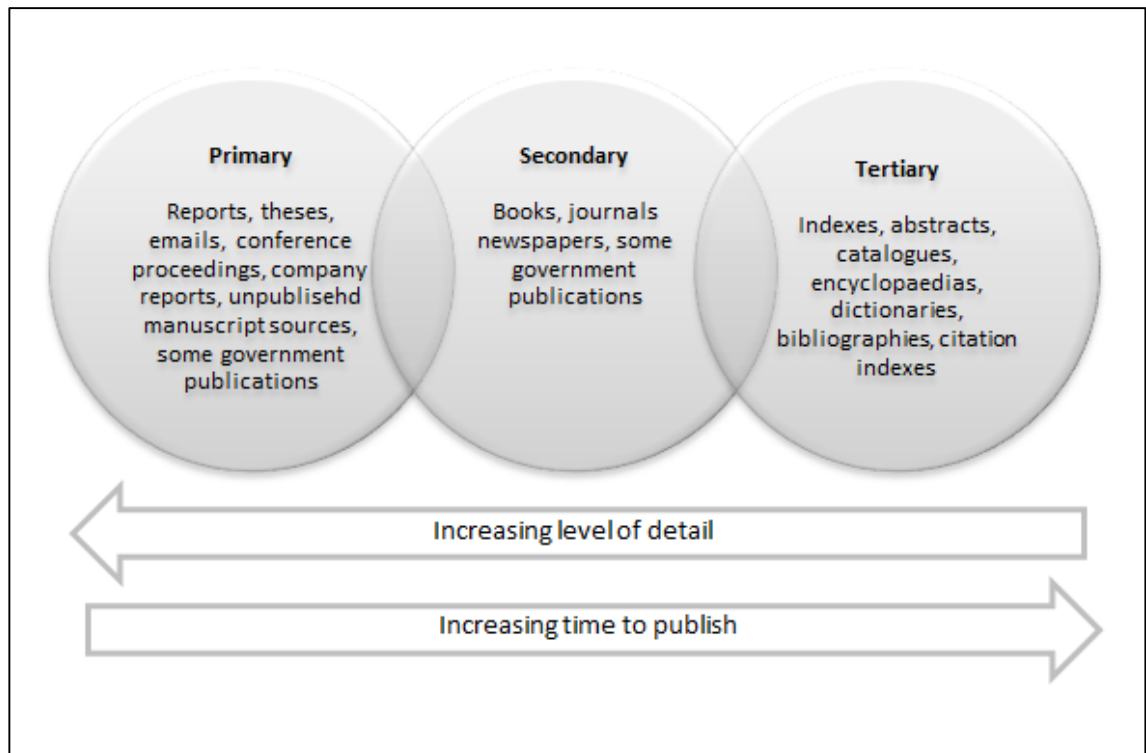 Primary
Reports, theses,
emails, conference
proceedings, company
reports, unpublisehd
manuscript sources,
some government
publications
Secondary
Books, journals
newspapers, some
government
publications
Tertiary
Indexes, abstracts,
catalogues,
encyclopaedias,
dictionaries,
bibliographies, citation
indexes
Increasing level of detail
Increasing time to publish